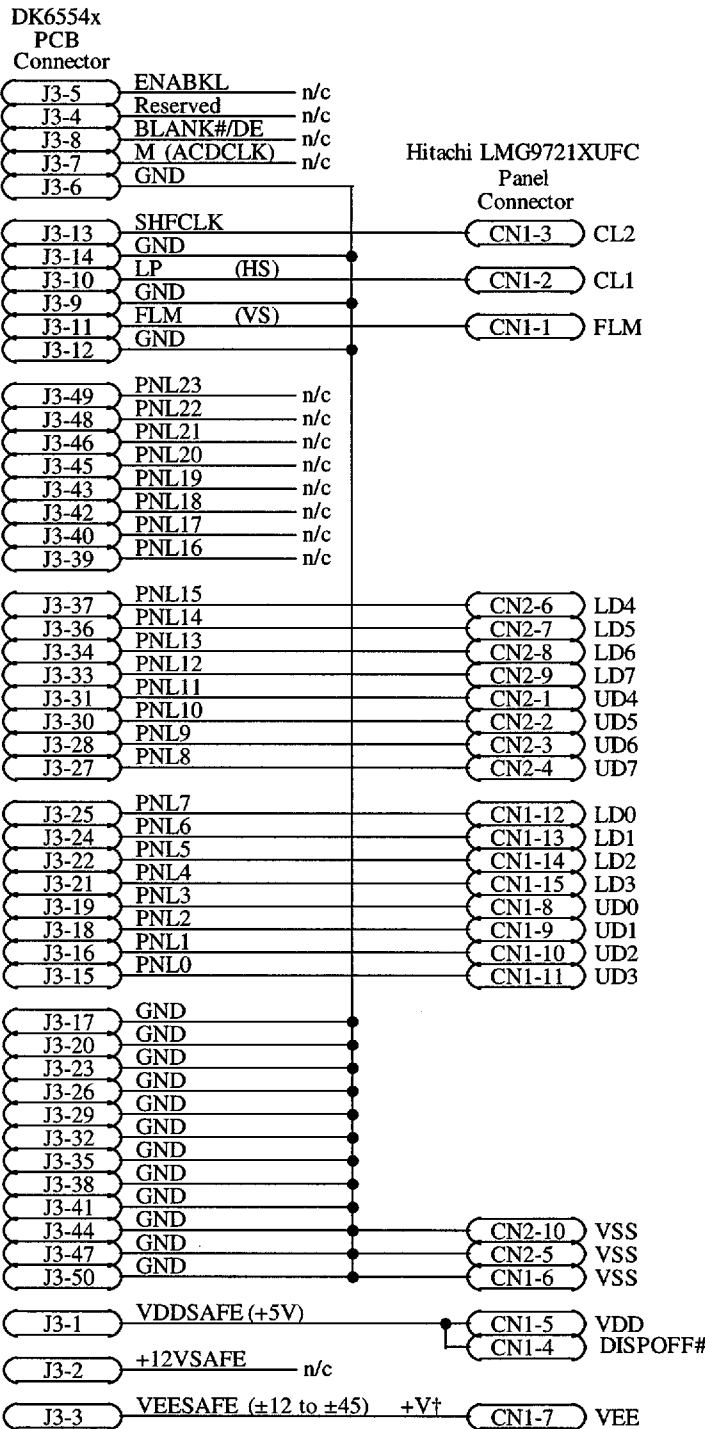 DK6554x
PCB
Connector
J3-5 ENABKL n/c
J3-4 Reserved n/c
J3-8 BLANK#/DE n/c
J3-7 M (ACDCLK) n/c
J3-6 GND
Hitachi LMG9721XUFC
Panel
Connector
J3-13 SHFCLK CN1-3 CL2
J3-14 GND
J3-10 LP (HS) CN1-2 CL1
J3-9 GND
J3-11 FLM (VS) CN1-1 FLM
J3-12 GND
J3-49 PNL23 n/c
J3-48 PNL22 n/c
J3-46 PNL21 n/c
J3-45 PNL20 n/c
J3-43 PNL19 n/c
J3-42 PNL18 n/c
J3-40 PNL17 n/c
J3-39 PNL16 n/c
J3-37 PNL15 CN2-6 LD4
J3-36 PNL14 CN2-7 LD5
J3-34 PNL13 CN2-8 LD6
J3-33 PNL12 CN2-9 LD7
J3-31 PNL11 CN2-1 UD4
J3-30 PNL10 CN2-2 UD5
J3-28 PNL9 CN2-3 UD6
J3-27 PNL8 CN2-4 UD7
J3-25 PNL7 CN1-12 LD0
J3-24 PNL6 CN1-13 LD1
J3-22 PNL5 CN1-14 LD2
J3-21 PNL4 CN1-15 LD3
J3-19 PNL3 CN1-8 UD0
J3-18 PNL2 CN1-9 UD1
J3-16 PNL1 CN1-10 UD2
J3-15 PNL0 CN1-11 UD3
J3-17 GND
J3-20 GND
J3-23 GND
J3-26 GND
J3-29 GND
J3-32 GND
J3-35 GND
J3-38 GND
J3-41 GND
J3-44 GND CN2-10 VSS
J3-47 GND CN2-5 VSS
J3-50 GND CN1-6 VSS
J3-1 VDDSAFE (+5V) CN1-5 VDD
CN1-4 DISPOFF#
J3-2 +12VSAFE n/c
J3-3 VEESAFE (±12 to ±45) +V† CN1-7 VEE